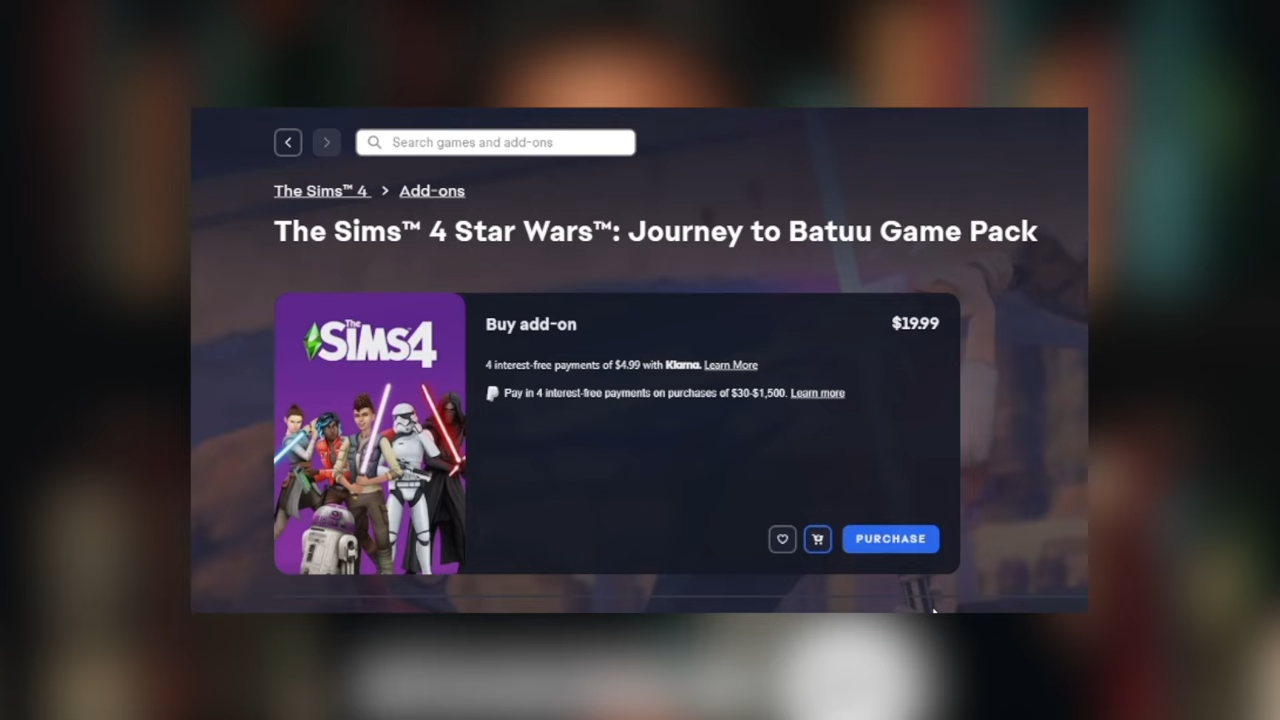 Search games and add-ons
The Sims™ 4 > Add-ons
The Sims™ 4 Star Wars™: Journey to Batuu Game Pack
The SIMS 4
Buy add-on
$19.99
4 interest-free payments of $4.99 with Klarna. Learn More
Pay in 4 interest-free payments on purchases of $30-$1,500. Learn more
PURCHASE